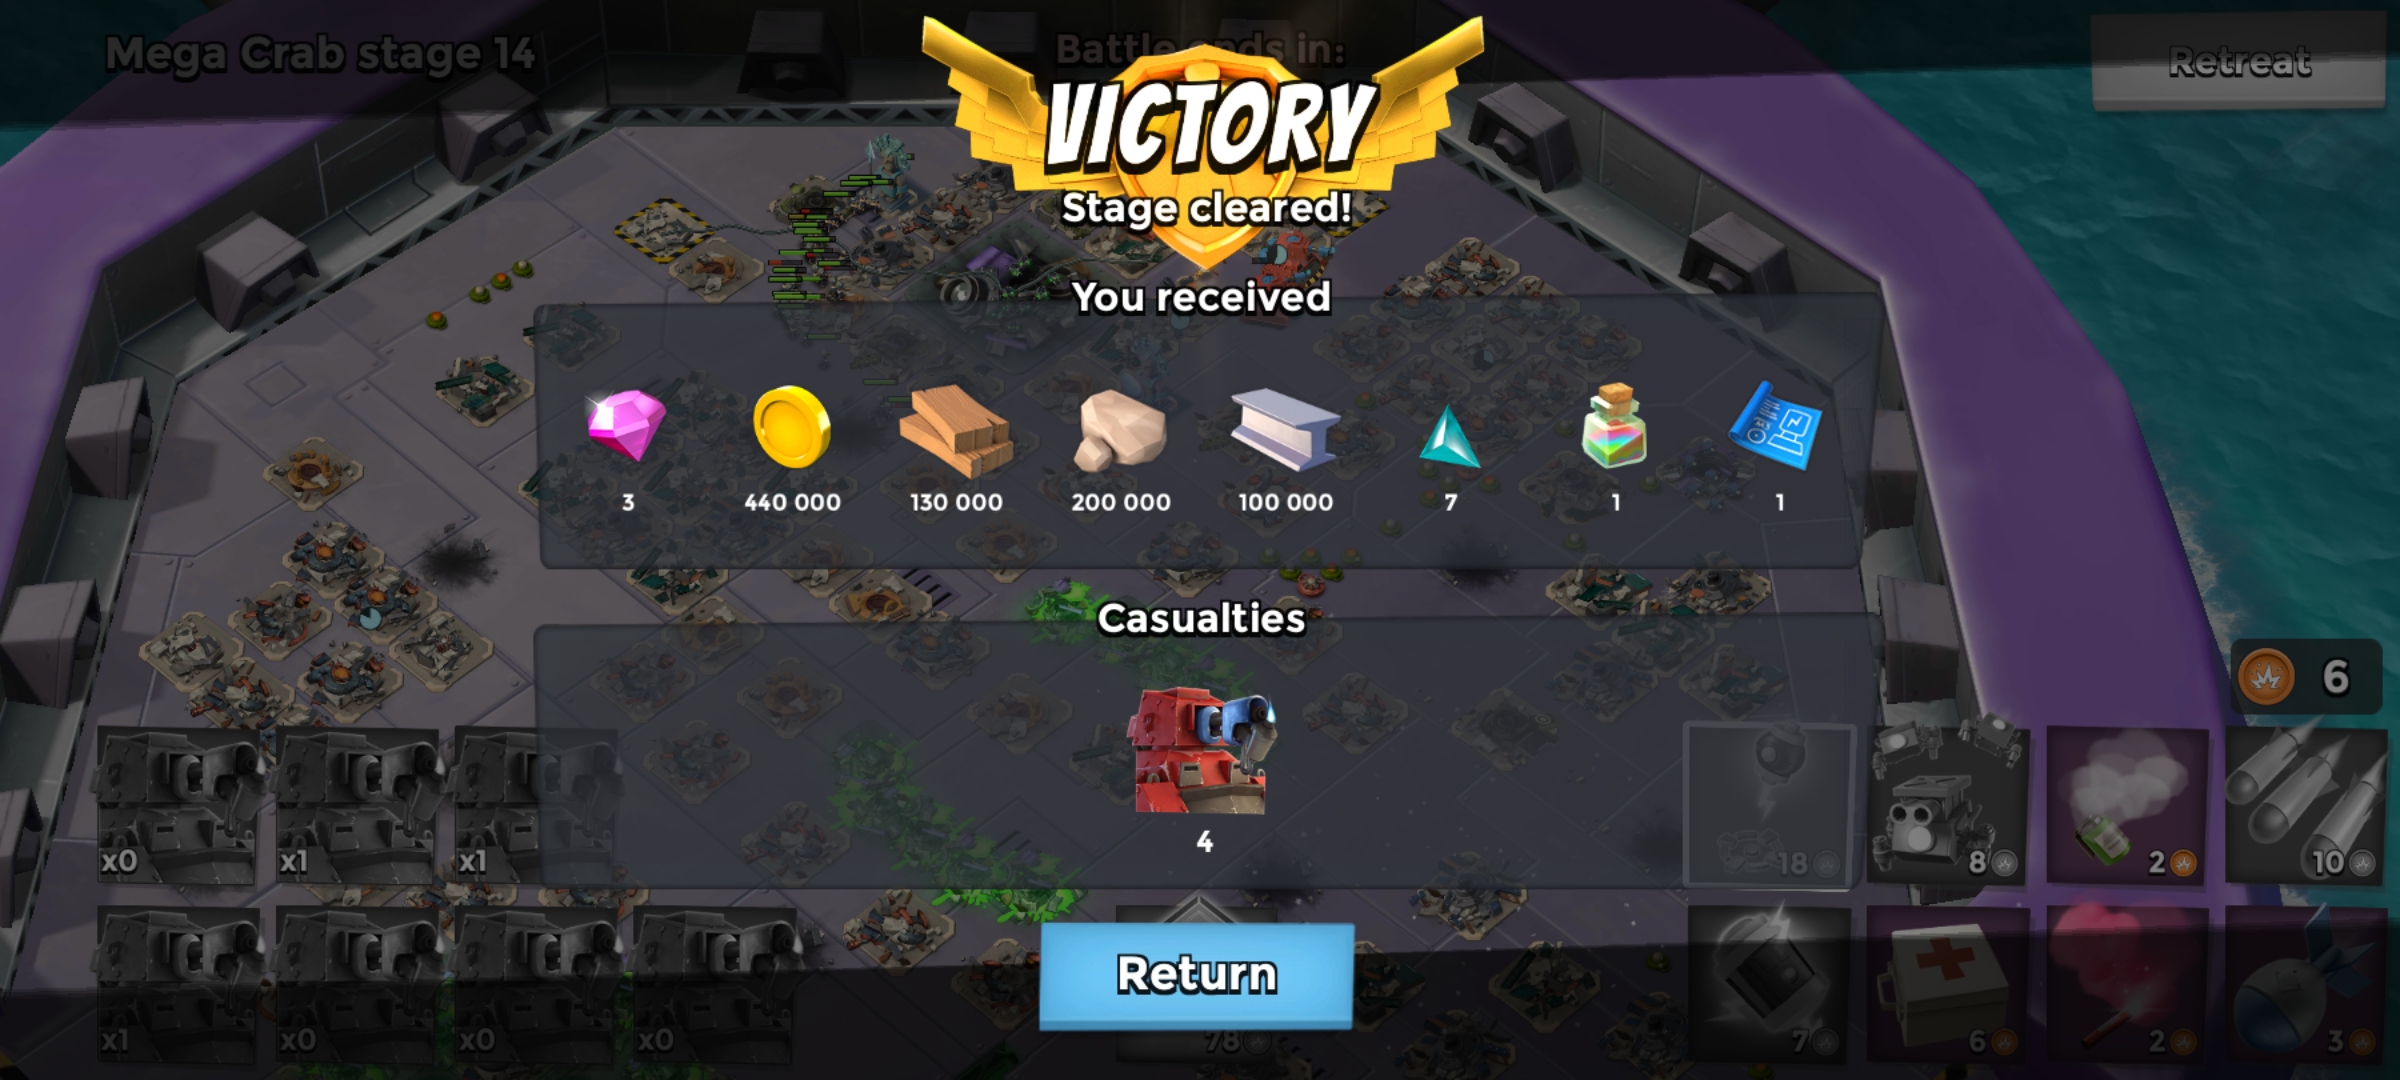 Mega Crab stage 14
Battle ends in:
Retreat
VICTORY
Stage cleared!
You received
3
440 000
130 000
200 000
100 000
7
1
1
Casualties
4
6
x0
x1
x1
18
8
2
10
x1
x0
x0
x0
Return
78
7
6
2
3